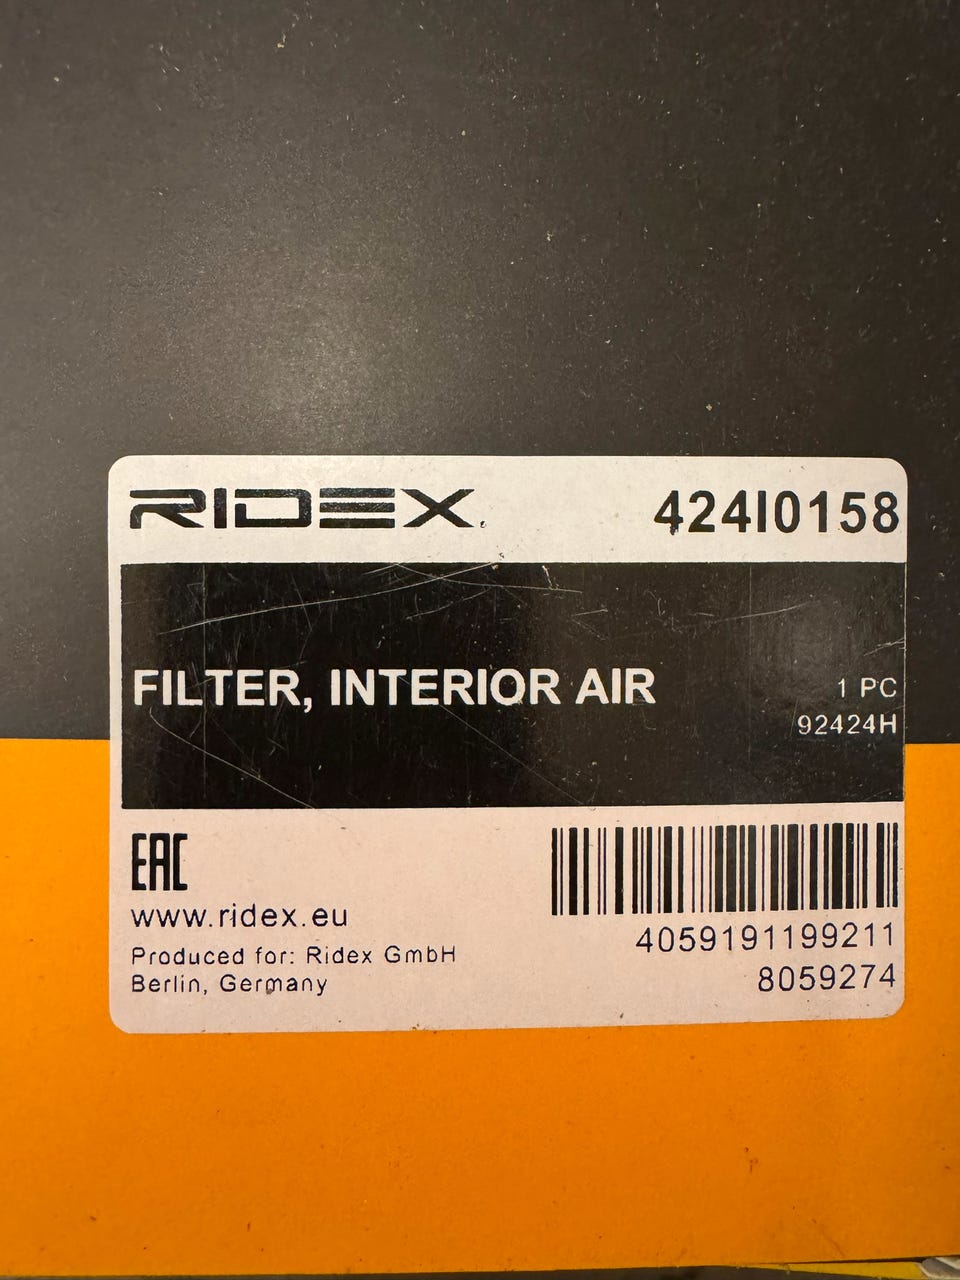 RIDEX
424I0158
FILTER, INTERIOR AIR
1 PC
92424H
EAC
www.ridex.eu
Produced for: Ridex GmbH
Berlin, Germany
4059191199211
8059274